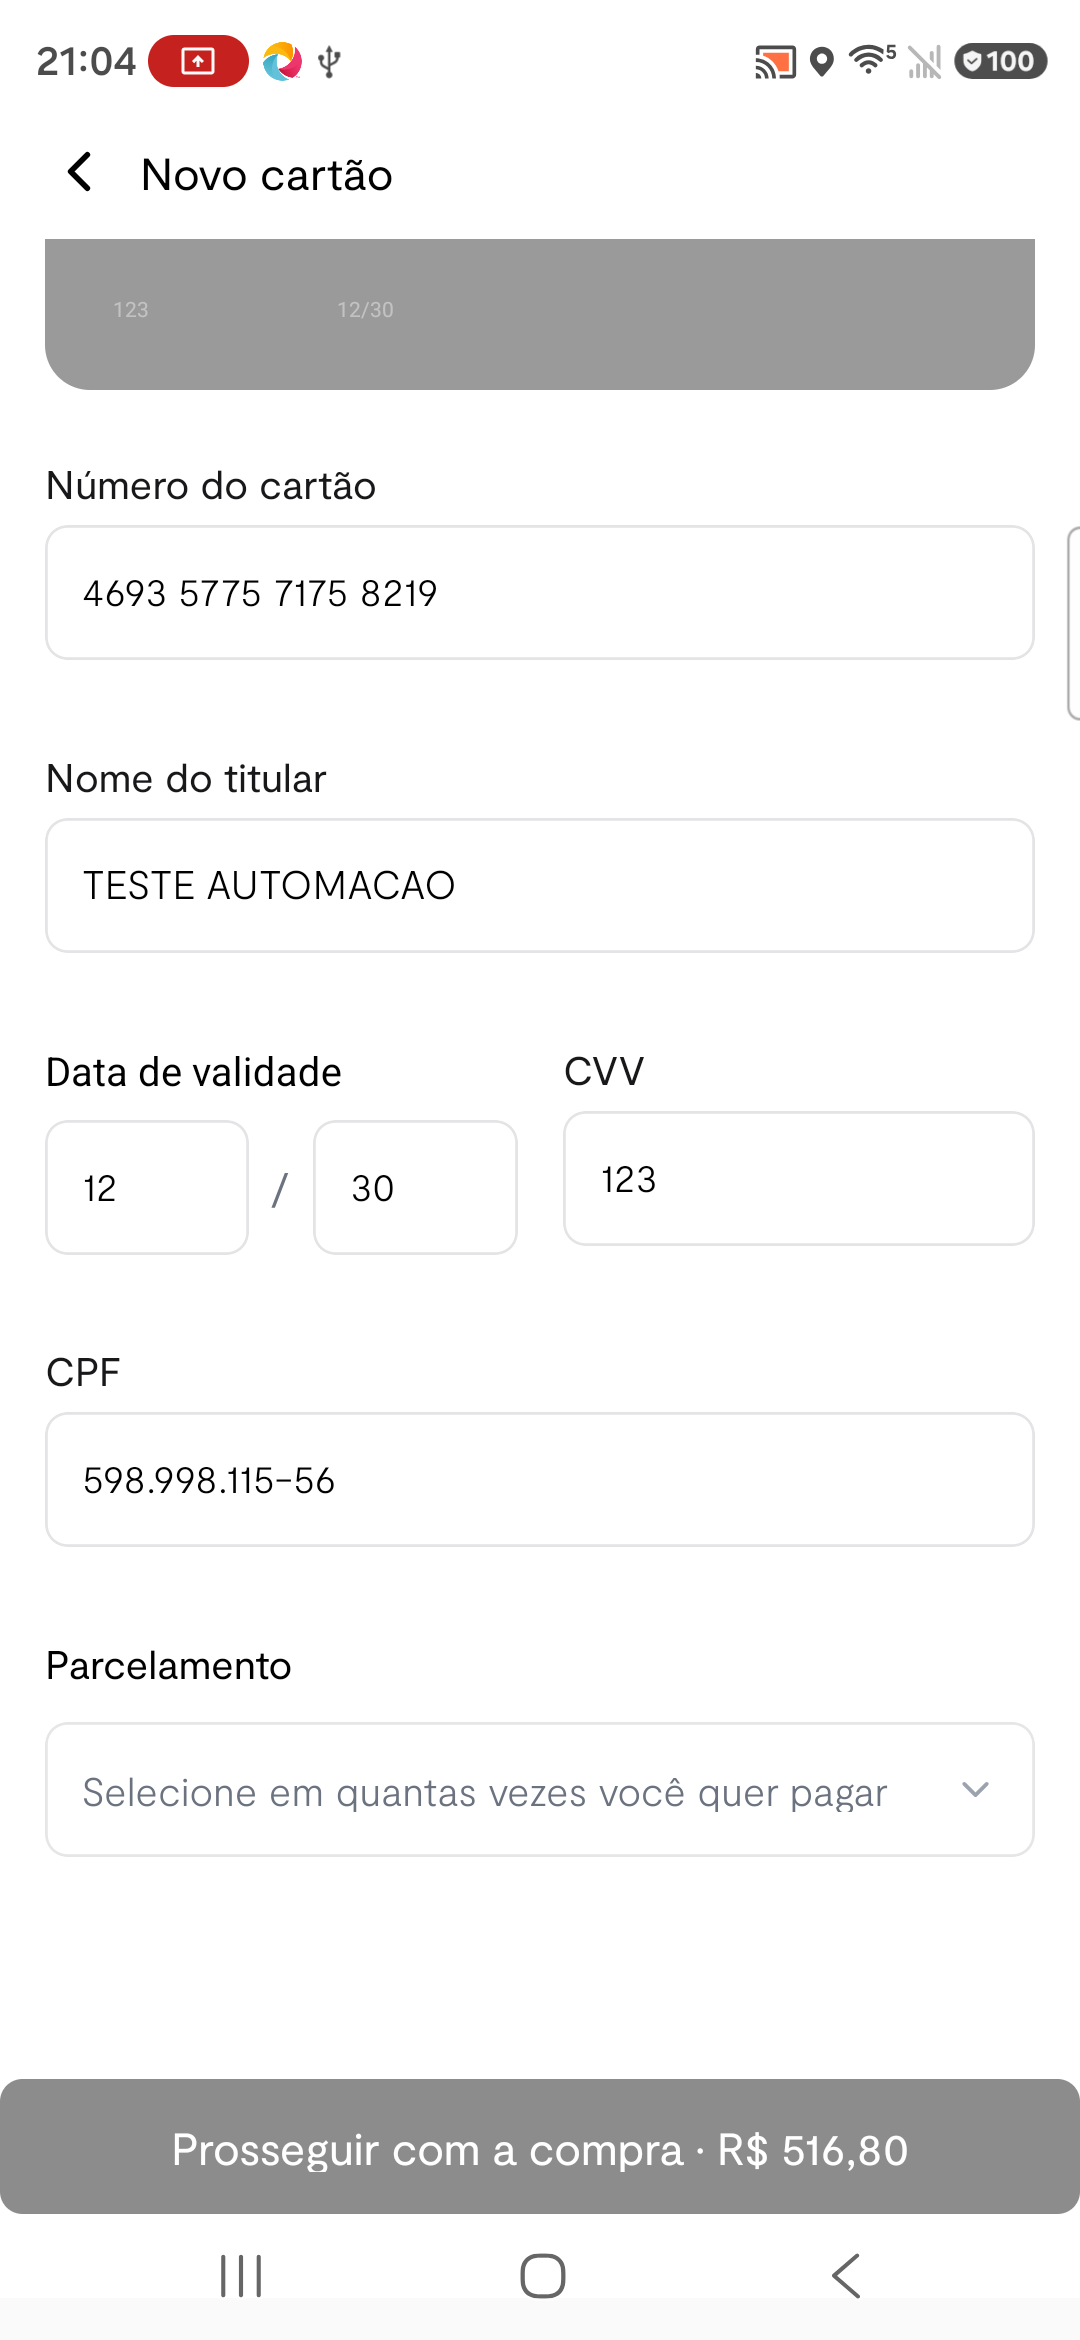 21:04
5
100
Novo cartão
123 12/30
Número do cartão
4693 5775 7175 8219
Nome do titular
TESTE AUTOMACAO
Data de validade CVV
12 / 30 123
CPF
598.998.115-56
Parcelamento
Selecione em quantas vezes você quer pagar
Prosseguir com a compra · R$ 516,80